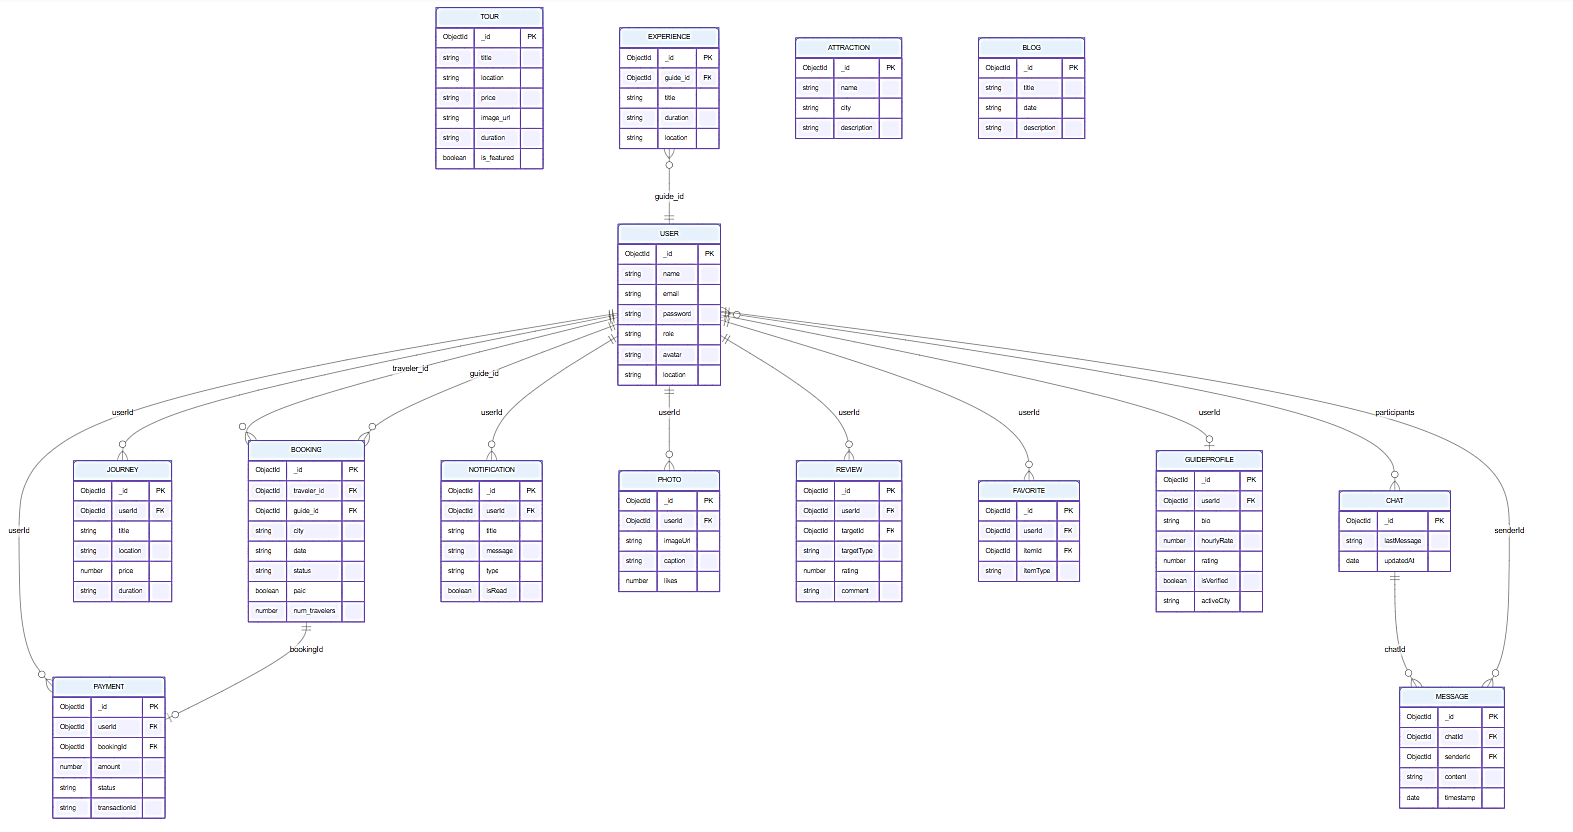 TOUR
ObjectId _id PK
string title
string location
string price
string image_url
string duration
boolean is_featured
EXPERIENCE
ObjectId _id PK
ObjectId guide_id FK
string title
string duration
string location
ATTRACTION
ObjectId _id PK
string name
string city
string description
BLOG
ObjectId _id PK
string title
string date
string description
guide_id
USER
ObjectId _id PK
string name
string email
string password
string role
string avatar
string location
traveler_id
guide_id
userId
userId
userId
userId
userId
userId
participants
JOURNEY
ObjectId _id PK
ObjectId userId FK
string title
string location
number price
string duration
BOOKING
ObjectId _id PK
ObjectId traveler_id FK
ObjectId guide_id FK
string city
string date
string status
boolean paid
number num_travelers
NOTIFICATION
ObjectId _id PK
ObjectId userId FK
string title
string message
string type
boolean isRead
PHOTO
ObjectId _id PK
ObjectId userId FK
string imageUrl
string caption
number likes
REVIEW
ObjectId _id PK
ObjectId userId FK
ObjectId targetId FK
string targetType
number rating
string comment
FAVORITE
ObjectId _id PK
ObjectId userId FK
ObjectId itemId FK
string itemType
GUIDEPROFILE
ObjectId _id PK
ObjectId userId FK
string bio
number hourlyRate
number rating
boolean isVerified
string activeCity
CHAT
ObjectId _id PK
string lastMessage
date updatedAt
userId
senderId
bookingId
chatId
PAYMENT
ObjectId _id PK
ObjectId userId FK
ObjectId bookingId FK
number amount
string status
string transactionId
MESSAGE
ObjectId _id PK
ObjectId chatId FK
ObjectId senderId FK
string content
date timestamp